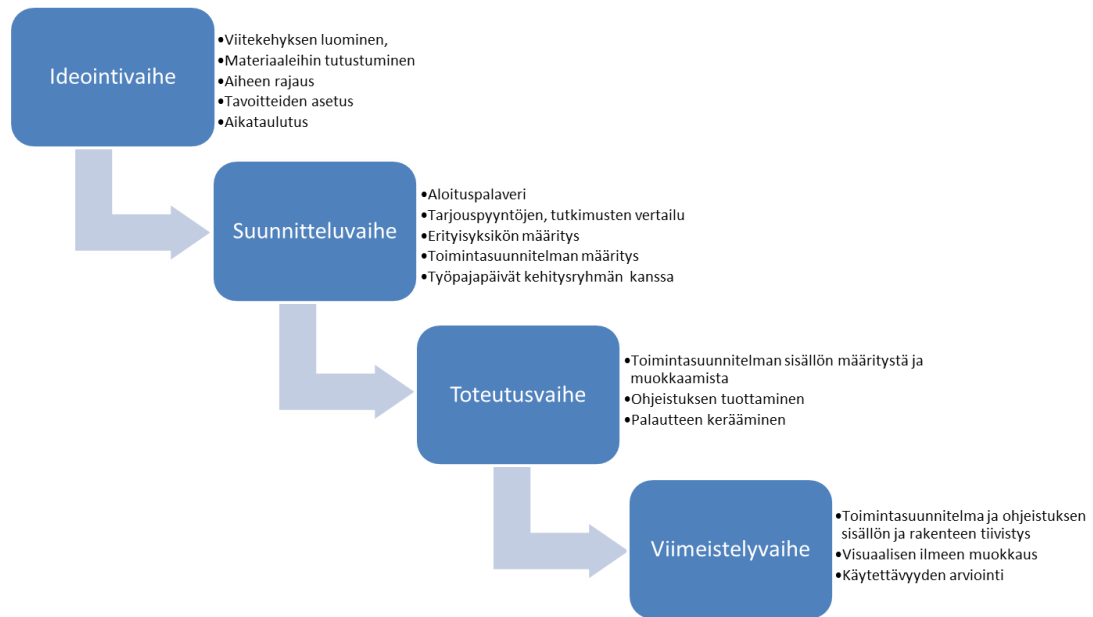 Ideointivaihe
•Viitekehyksen luominen,
•Materiaaleihin tutustuminen
•Aiheen rajaus
•Tavoitteiden asetus
•Aikataulutus
Suunnitteluvaihe
•Aloituspalaveri
•Tarjouspyyntöjen, tutkimusten vertailu
•Erityisyksikön määritys
•Toimintasuunnitelman määritys
•Työpajapäivät kehitysryhmän kanssa
Toteutusvaihe
•Toimintasuunnitelman sisällön määritystä ja
muokkaamista
•Ohjeistuksen tuottaminen
•Palautteen kerääminen
Viimeistelyvaihe
•Toimintasuunnitelma ja ohjeistuksen
sisällön ja rakenteen tiivistys
•Visuaalisen ilmeen muokkaus
•Käytettävyyden arviointi